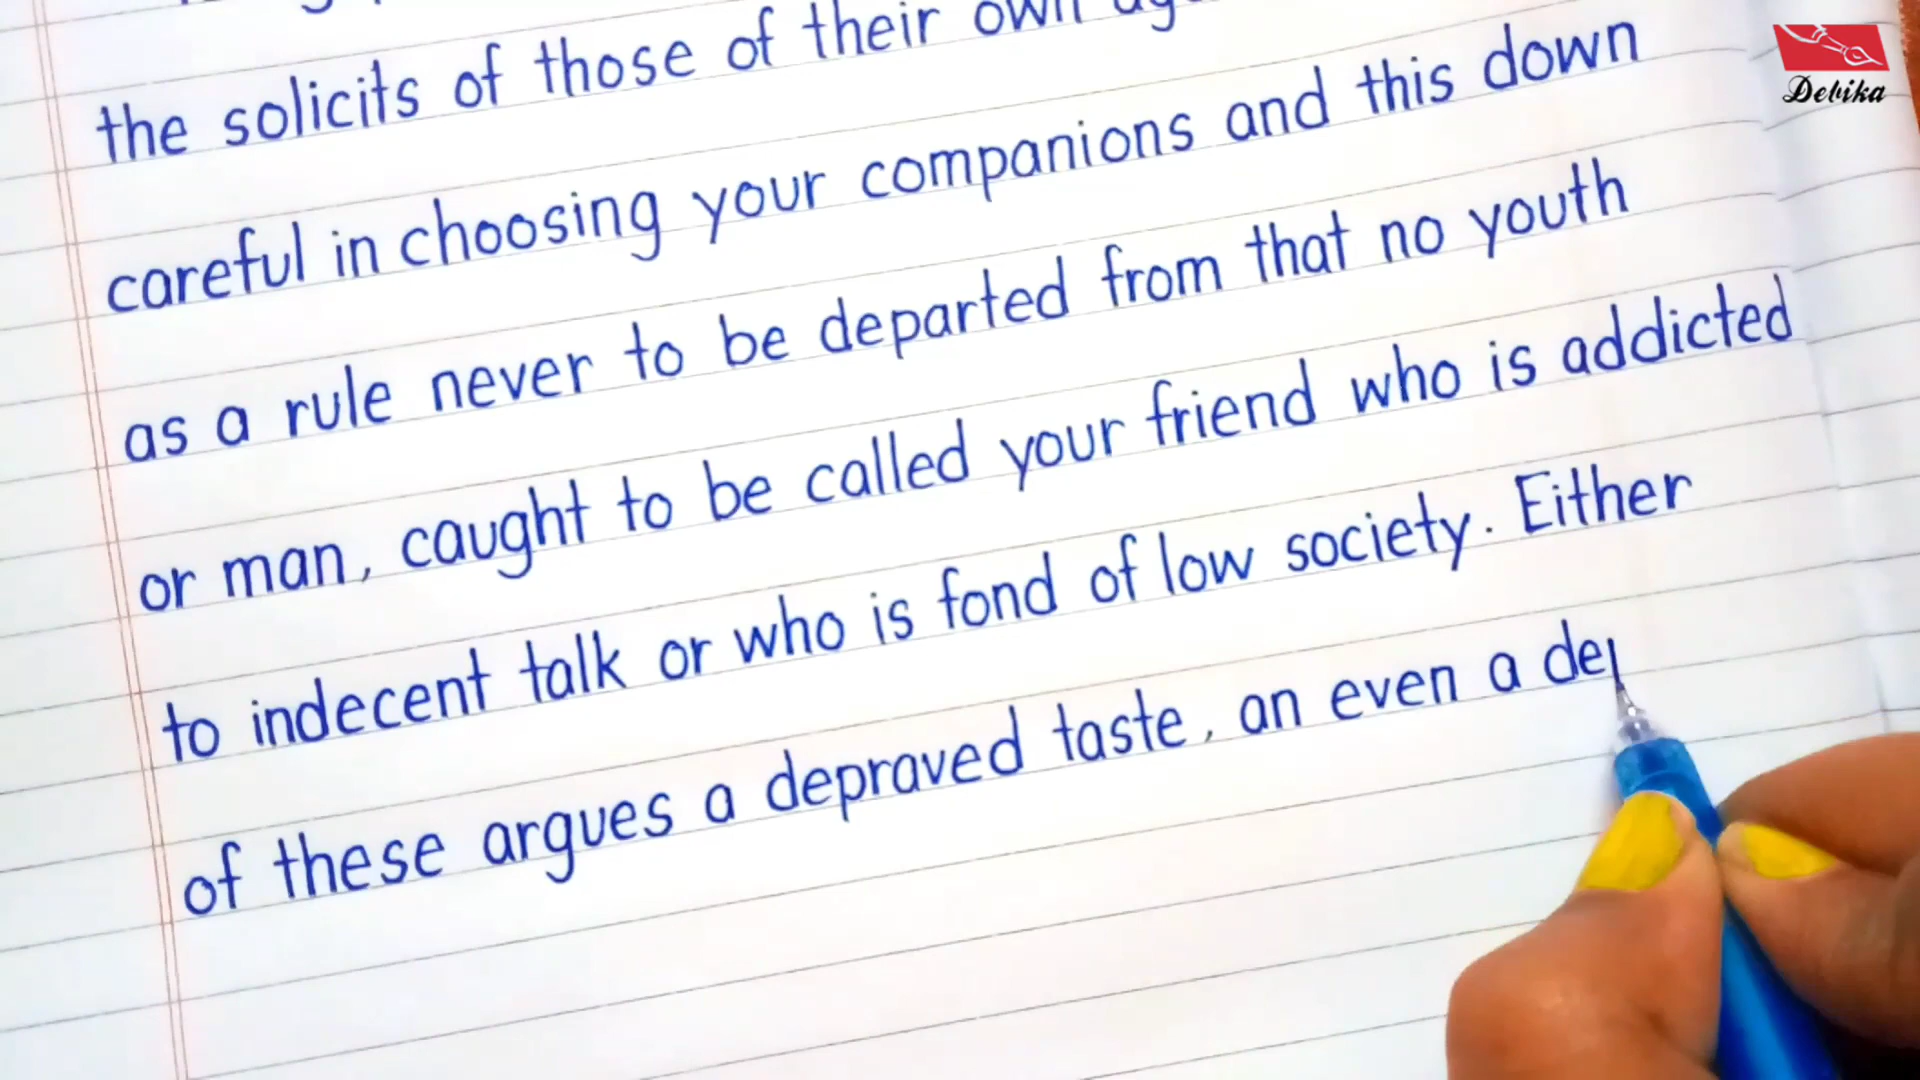 the solicits of those of their own
careful in choosing your companions and this down
as a rule never to be departed from that no youth
or man, caught to be called your friend who is addicted
to indecent talk or who is fond of low society. Either
of these argues a depraved taste, an even a dep
Debika